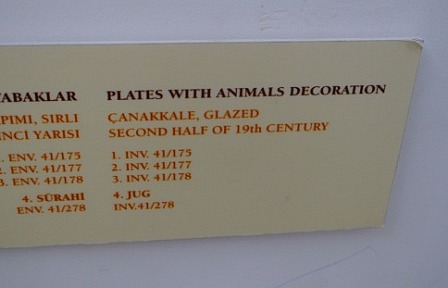 TABAKLAR PLATES WITH ANIMALS DECORATION
SIRLI ÇANAKKALE, GLAZED
YARISI SECOND HALF OF 19th CENTURY
1. ENV. 41/175 1. INV. 41/175
2. ENV. 41/177 2. INV. 41/177
3. ENV. 41/178 3. INV. 41/178
4. SÜRAHİ 4. JUG
ENV. 41/278 INV.41/278